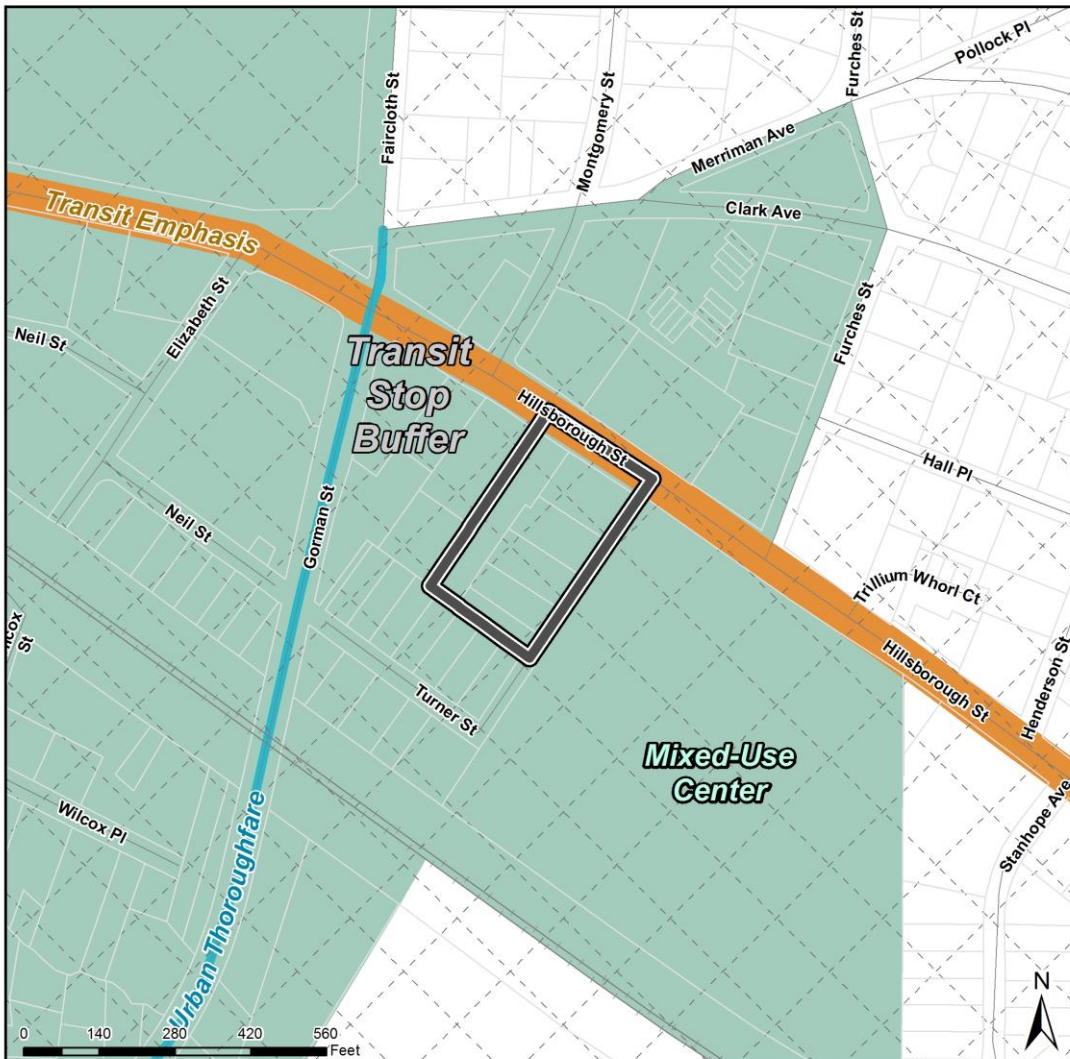 Furches St
Pollock Pl
Faircloth St
Montgomery St
Merriman Ave
Clark Ave
Transit Emphasis
Elizabeth St
Neil St
Furches St
Transit
Stop
Buffer
Hillsborough St
Hall Pl
Gorman St
Neil St
Trillium Whorl Ct
Hillsborough St
Henderson St
Turner St
Mixed-Use
Center
Wilcox Pl
Stanhope Ave
Urban Thoroughfare
St
N
0 140 280 420 560
Feet